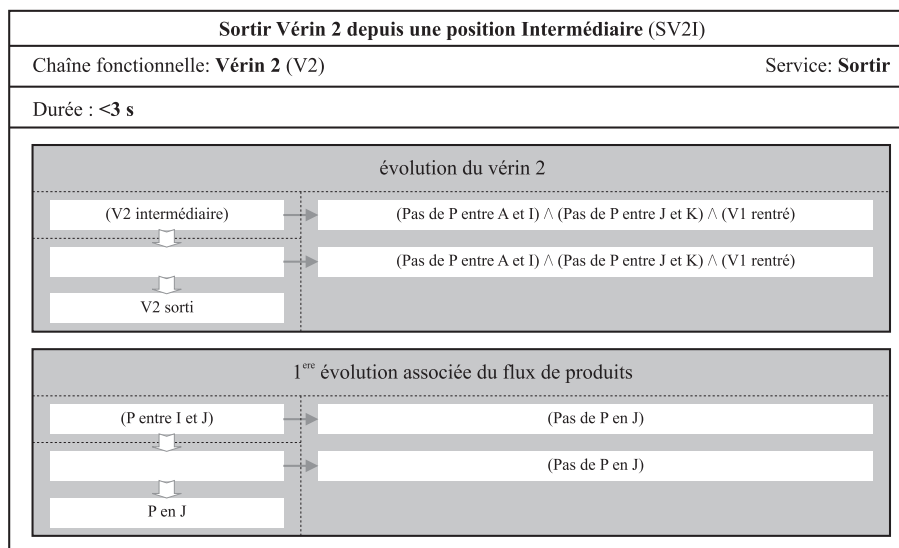 Sortir Vérin 2 depuis une position Intermédiaire (SV2I)
Chaîne fonctionnelle: Vérin 2 (V2) Service: Sortir
Durée : <3 s
évolution du vérin 2
(V2 intermédiaire) (Pas de P entre A et I) ∧ (Pas de P entre J et K) ∧ (V1 rentré)
(Pas de P entre A et I) ∧ (Pas de P entre J et K) ∧ (V1 rentré)
V2 sorti
1ere évolution associée du flux de produits
(P entre I et J) (Pas de P en J)
(Pas de P en J)
P en J